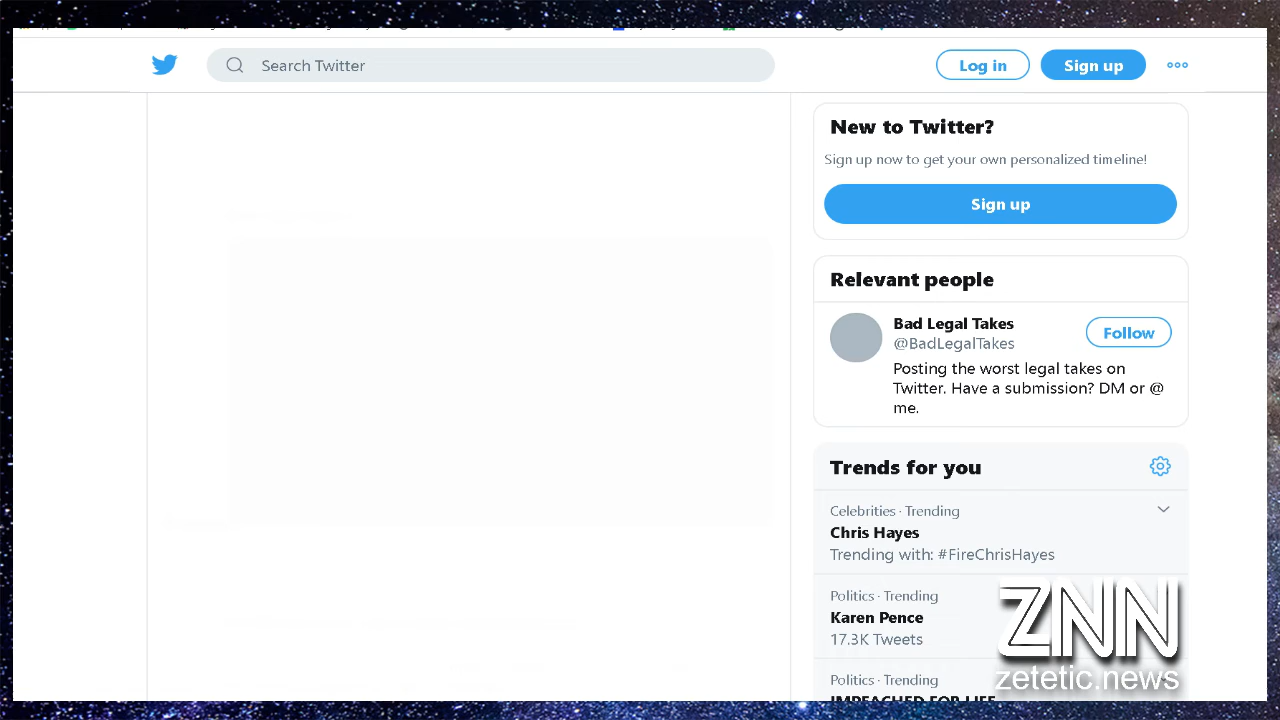 Search Twitter
Log in
Sign up
New to Twitter?
Sign up now to get your own personalized timeline!
Sign up
Relevant people
Bad Legal Takes
@BadLegalTakes
Follow
Posting the worst legal takes on
Twitter. Have a submission? DM or @
me.
Trends for you
Celebrities · Trending
Chris Hayes
Trending with: #FireChrisHayes
Politics · Trending
Karen Pence
17.3K Tweets
Politics · Trending
IMPEACHED FOR LIFE
ZNN
zetetic.news